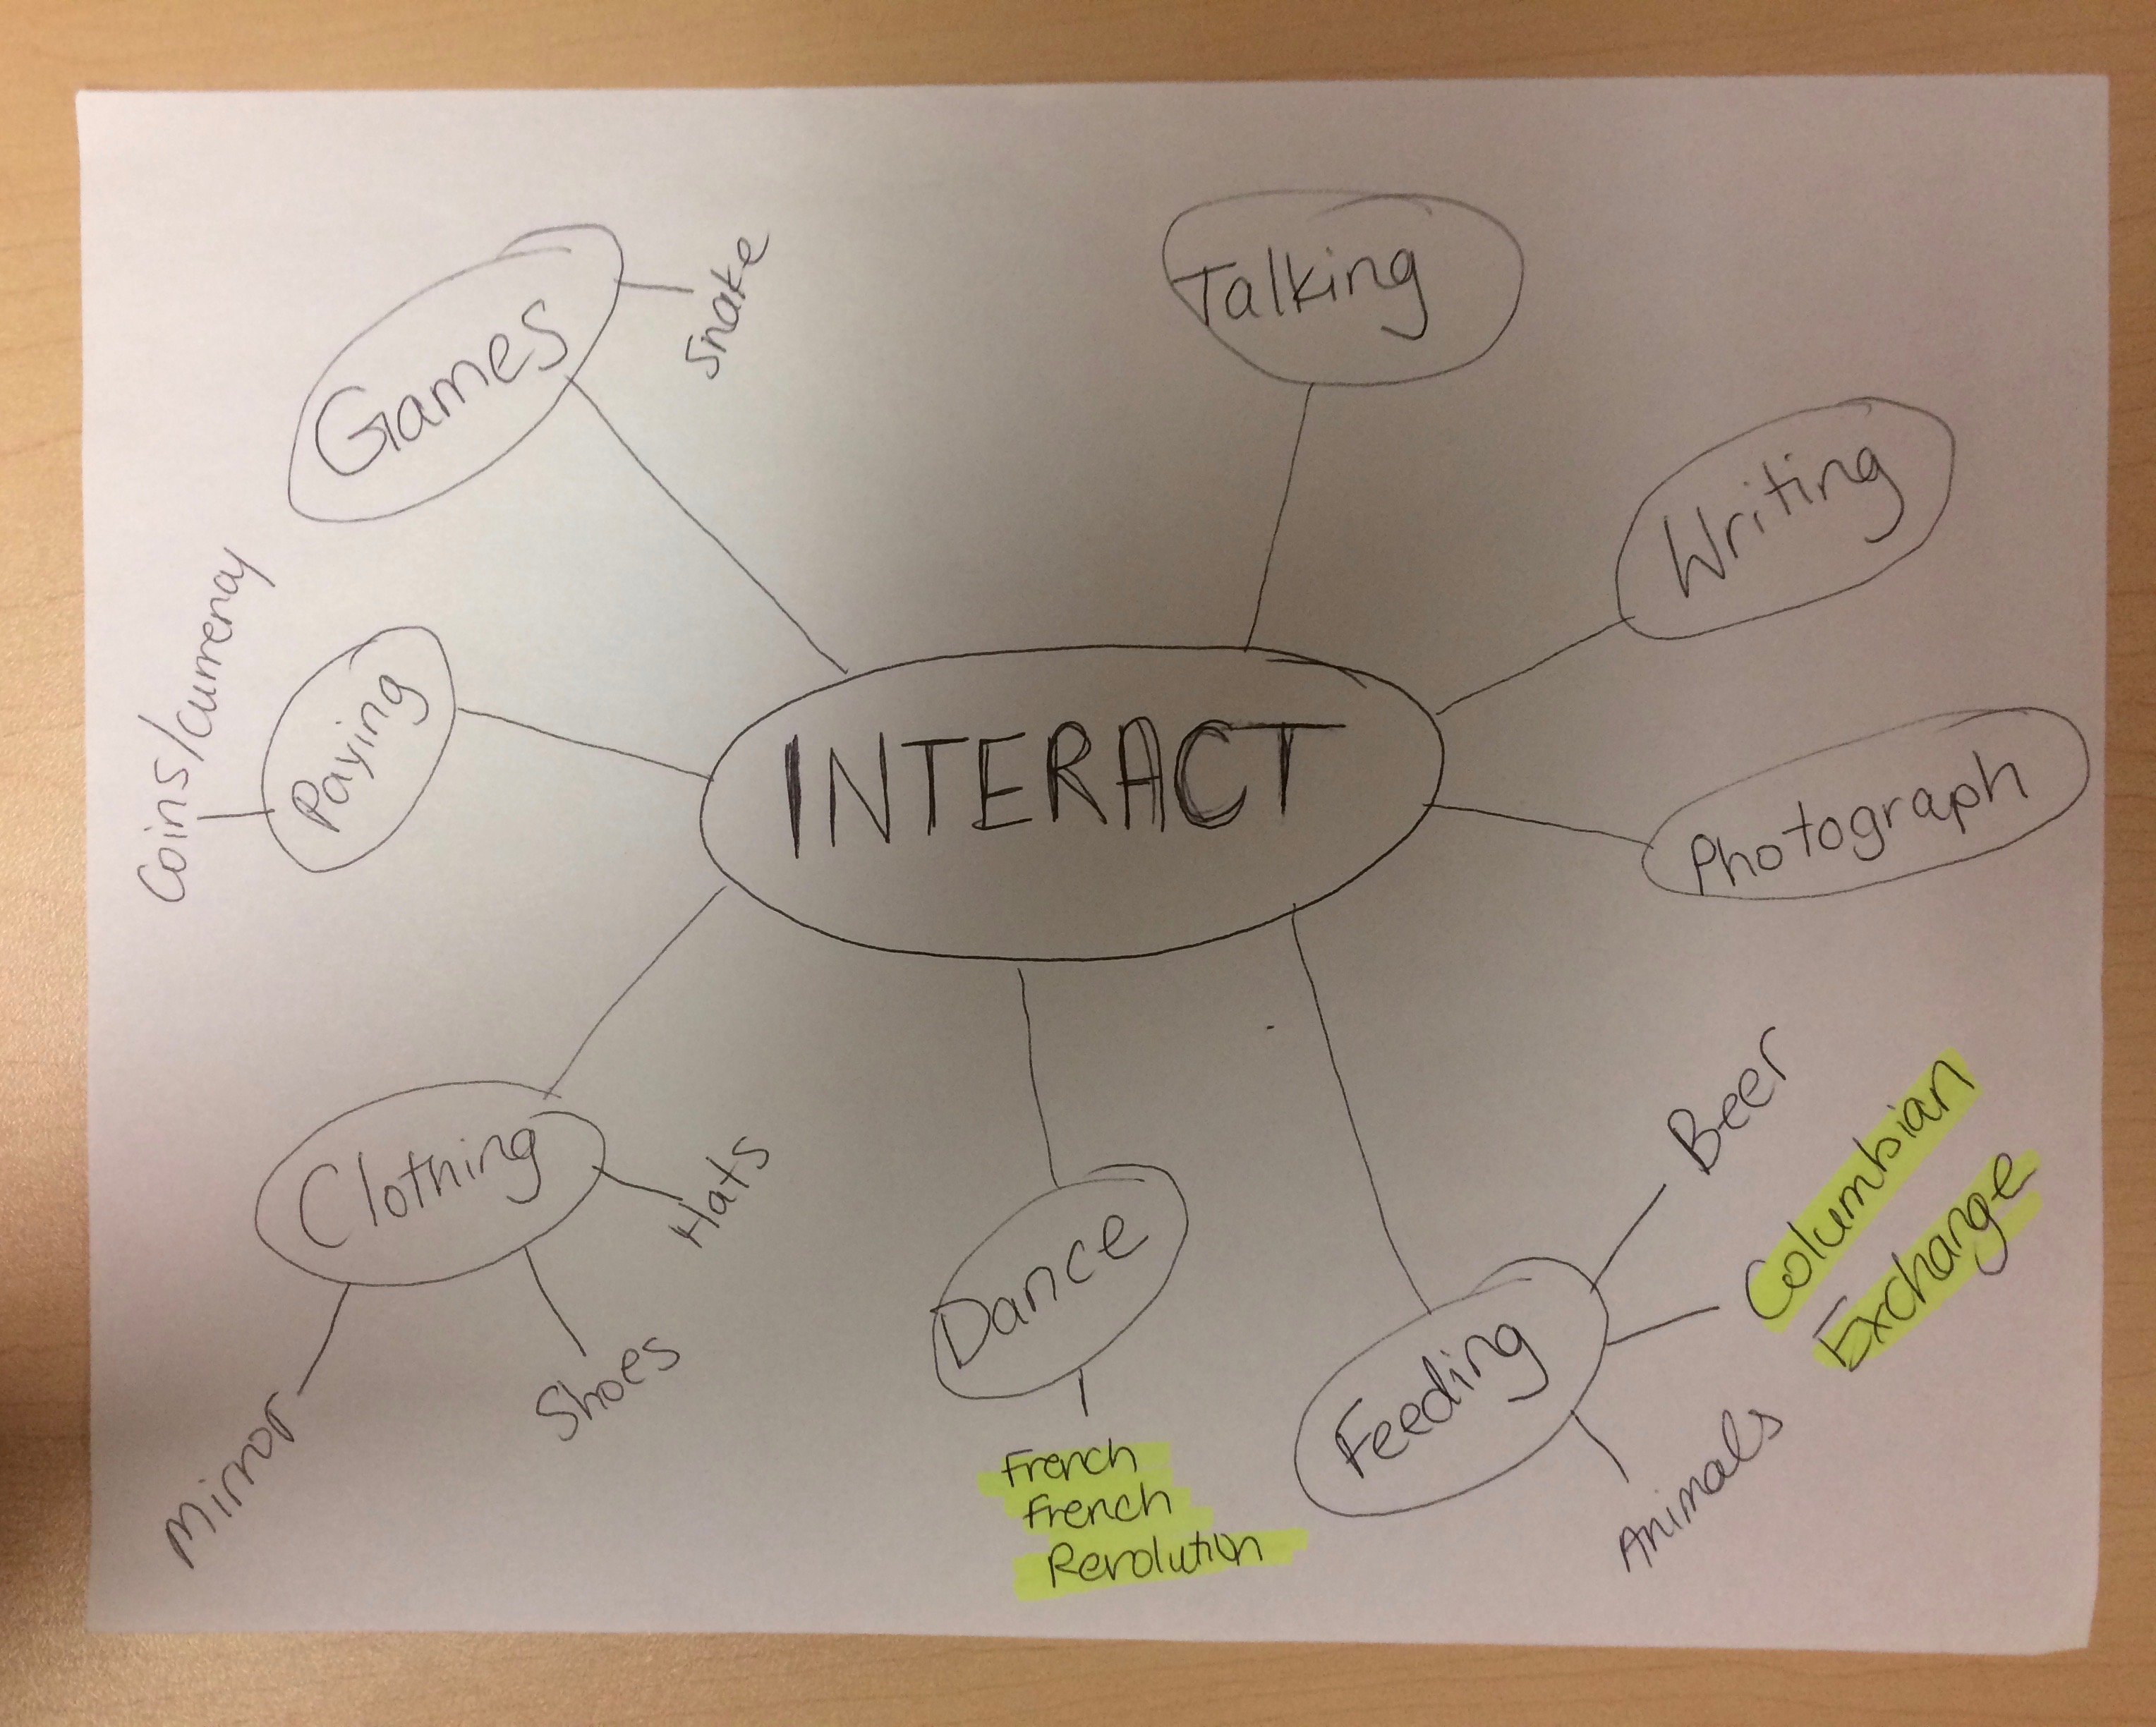 Games
Snake
Talking
Writing
Paying
Coins/currency
INTERACT
Photograph
Clothing
Hats
Shoes
Mirror
Dance
French
French
Revolution
Feeding
Beer
Columbian
Exchange
Animals